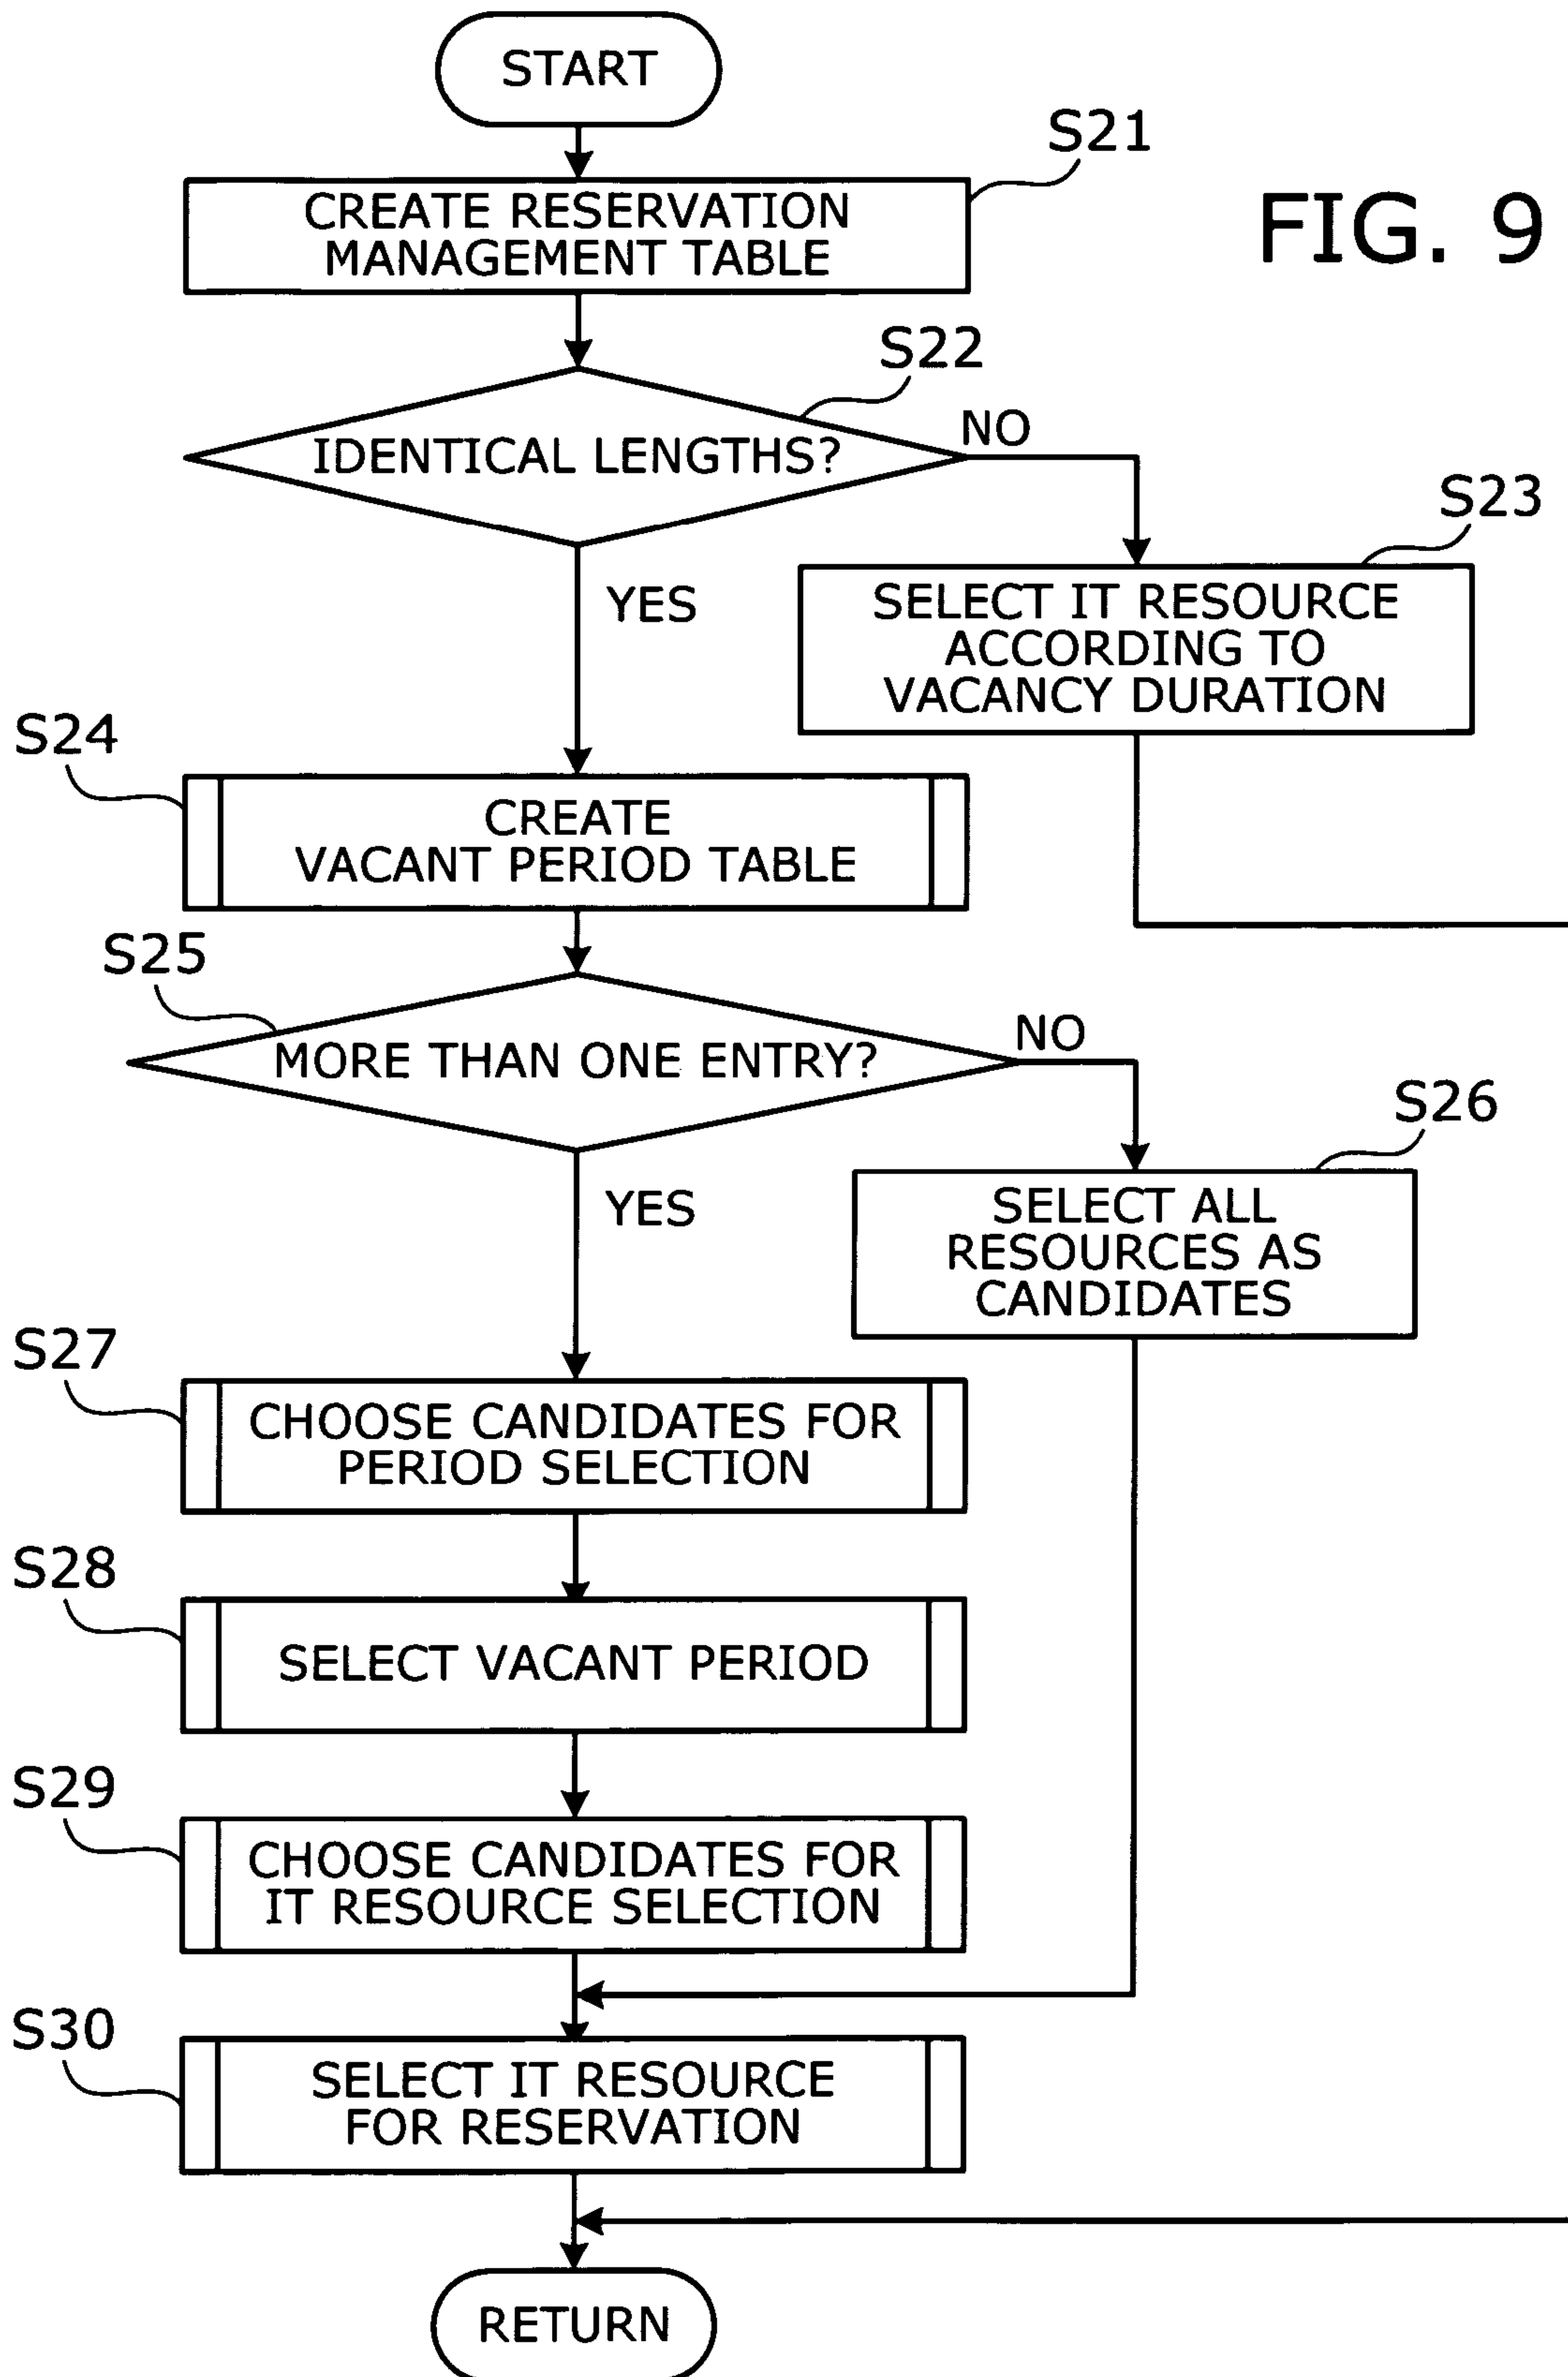 START
S21
CREATE RESERVATION
MANAGEMENT TABLE
FIG. 9
S22
IDENTICAL LENGTHS?
NO
S23
SELECT IT RESOURCE
ACCORDING TO
VACANCY DURATION
YES
S24
CREATE
VACANT PERIOD TABLE
S25
MORE THAN ONE ENTRY?
NO
S26
SELECT ALL
RESOURCES AS
CANDIDATES
YES
S27
CHOOSE CANDIDATES FOR
PERIOD SELECTION
S28
SELECT VACANT PERIOD
S29
CHOOSE CANDIDATES FOR
IT RESOURCE SELECTION
S30
SELECT IT RESOURCE
FOR RESERVATION
RETURN